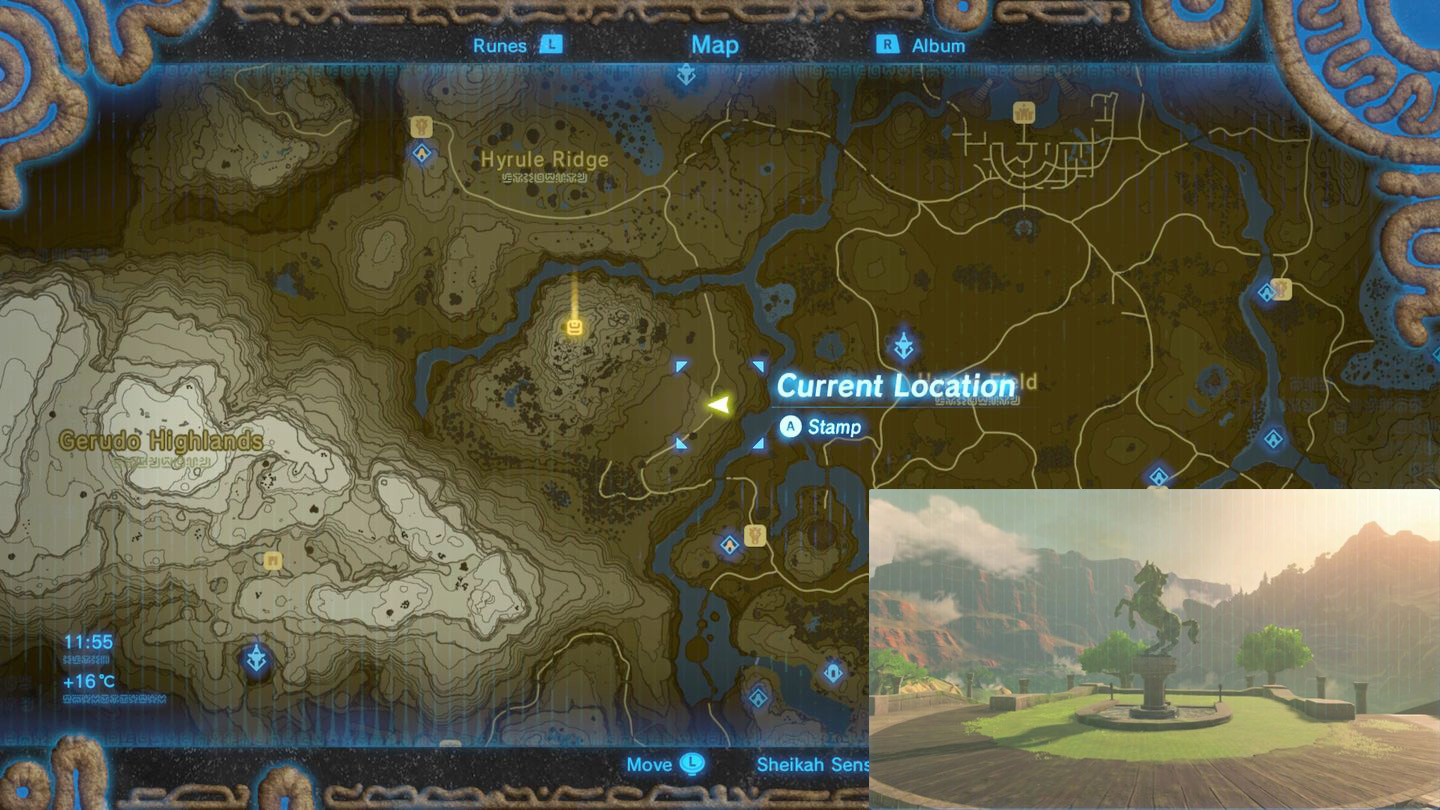 Runes L
Map
R Album
Hyrule Ridge
Current Location
A Stamp
Gerudo Highlands
11:55
+16°C
Move L
Sheikah Sens